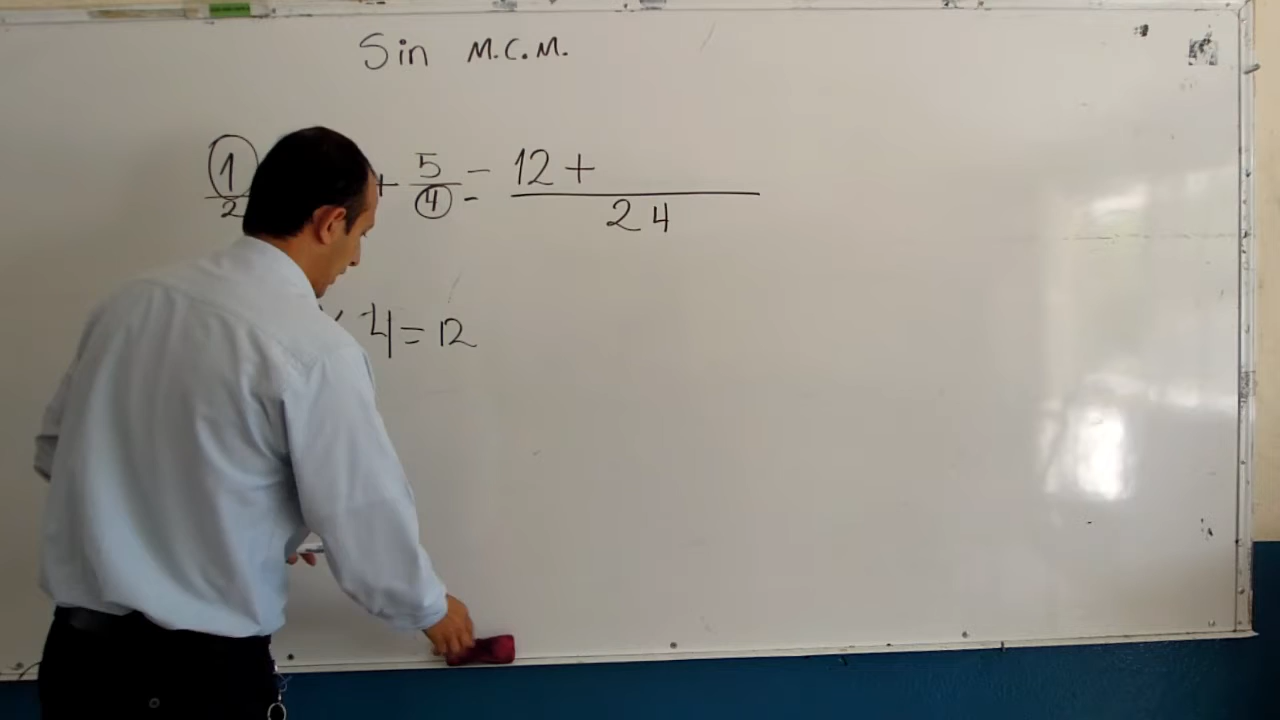 Sin M.C.M.
1/2 + 5/4 = 12+/24
4=12